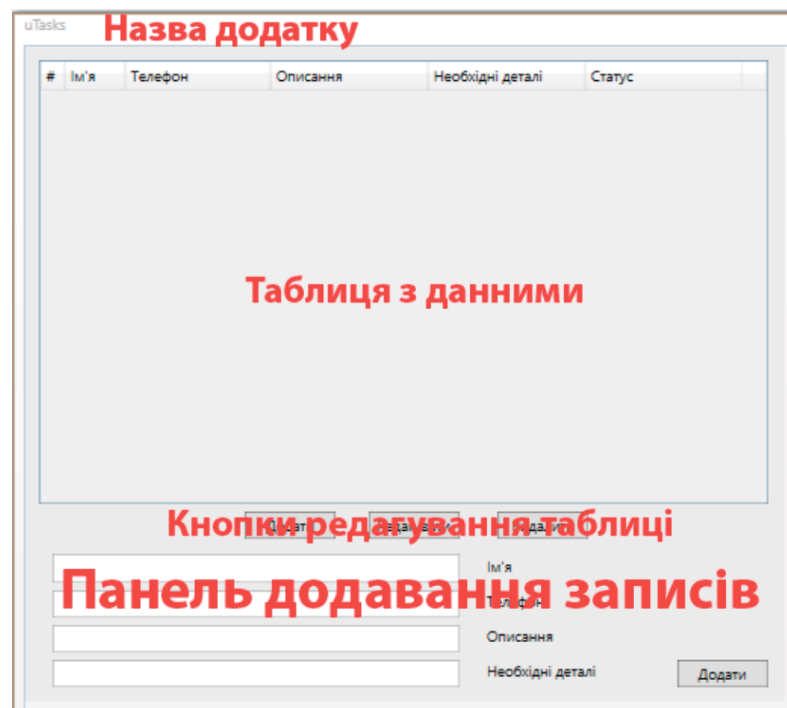 uTasks
Назва додатку
# Ім'я Телефон Описання Необхідні деталі Статус
Таблиця з данними
Кнопки редагування таблиці
Ім'я
Панель додавання записів
Телефон
Описання
Необхідні деталі Додати